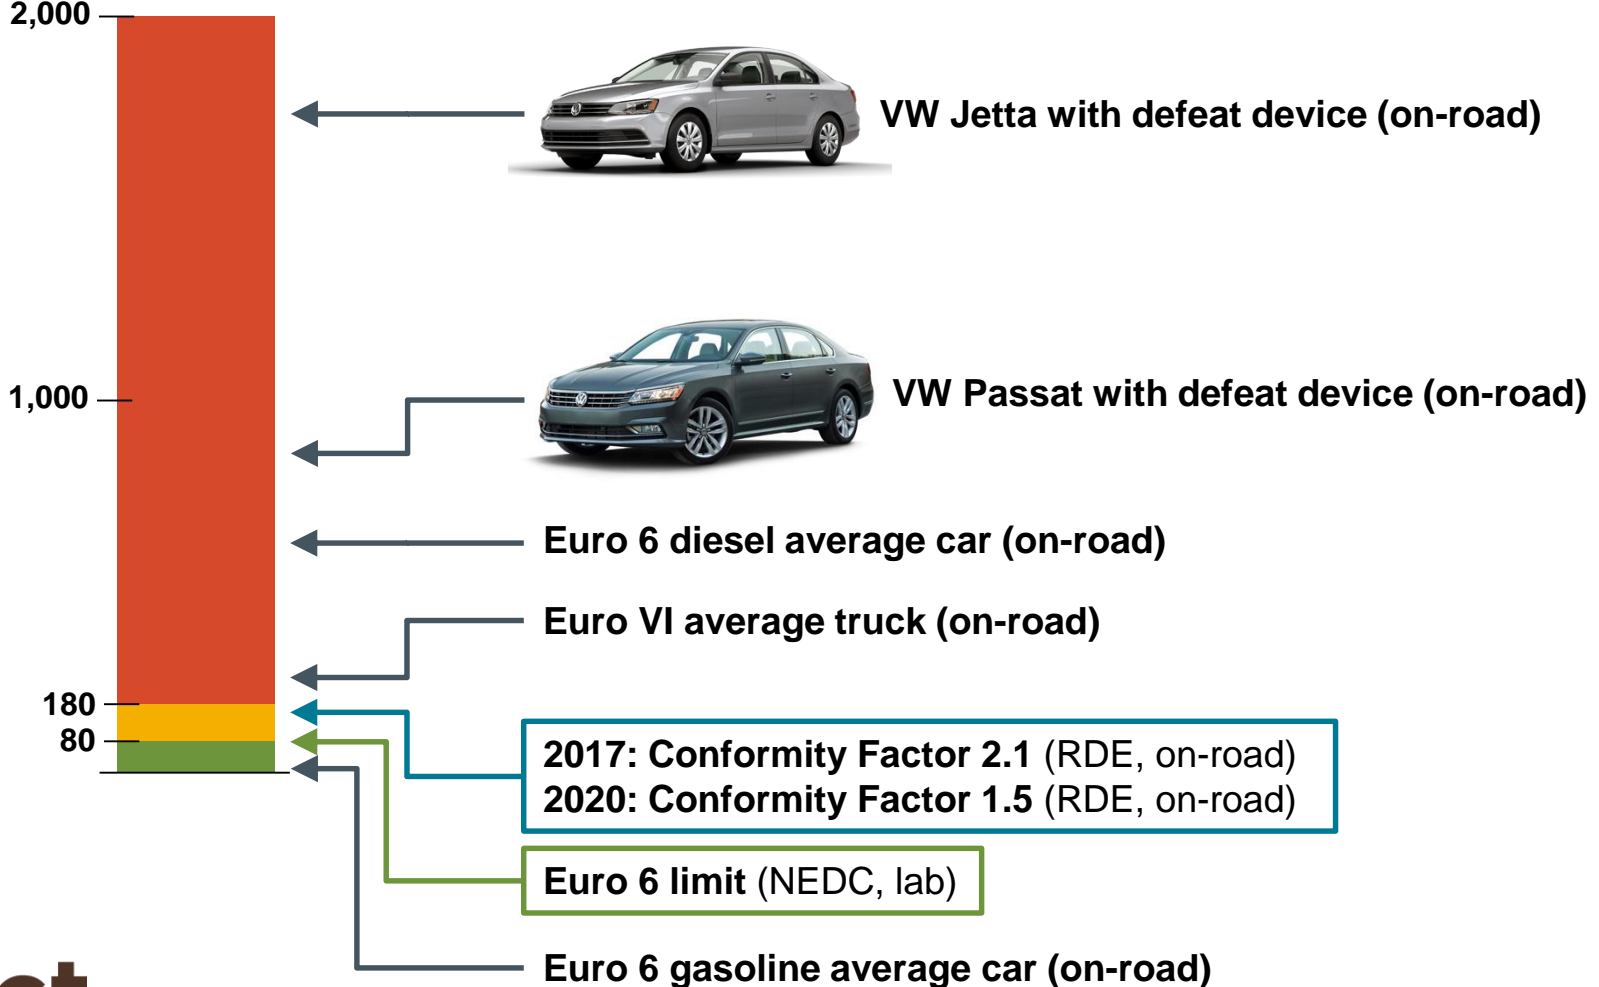 2,000
VW Jetta with defeat device (on-road)
1,000
VW Passat with defeat device (on-road)
Euro 6 diesel average car (on-road)
Euro VI average truck (on-road)
180
80
2017: Conformity Factor 2.1 (RDE, on-road)
2020: Conformity Factor 1.5 (RDE, on-road)
Euro 6 limit (NEDC, lab)
Euro 6 gasoline average car (on-road)